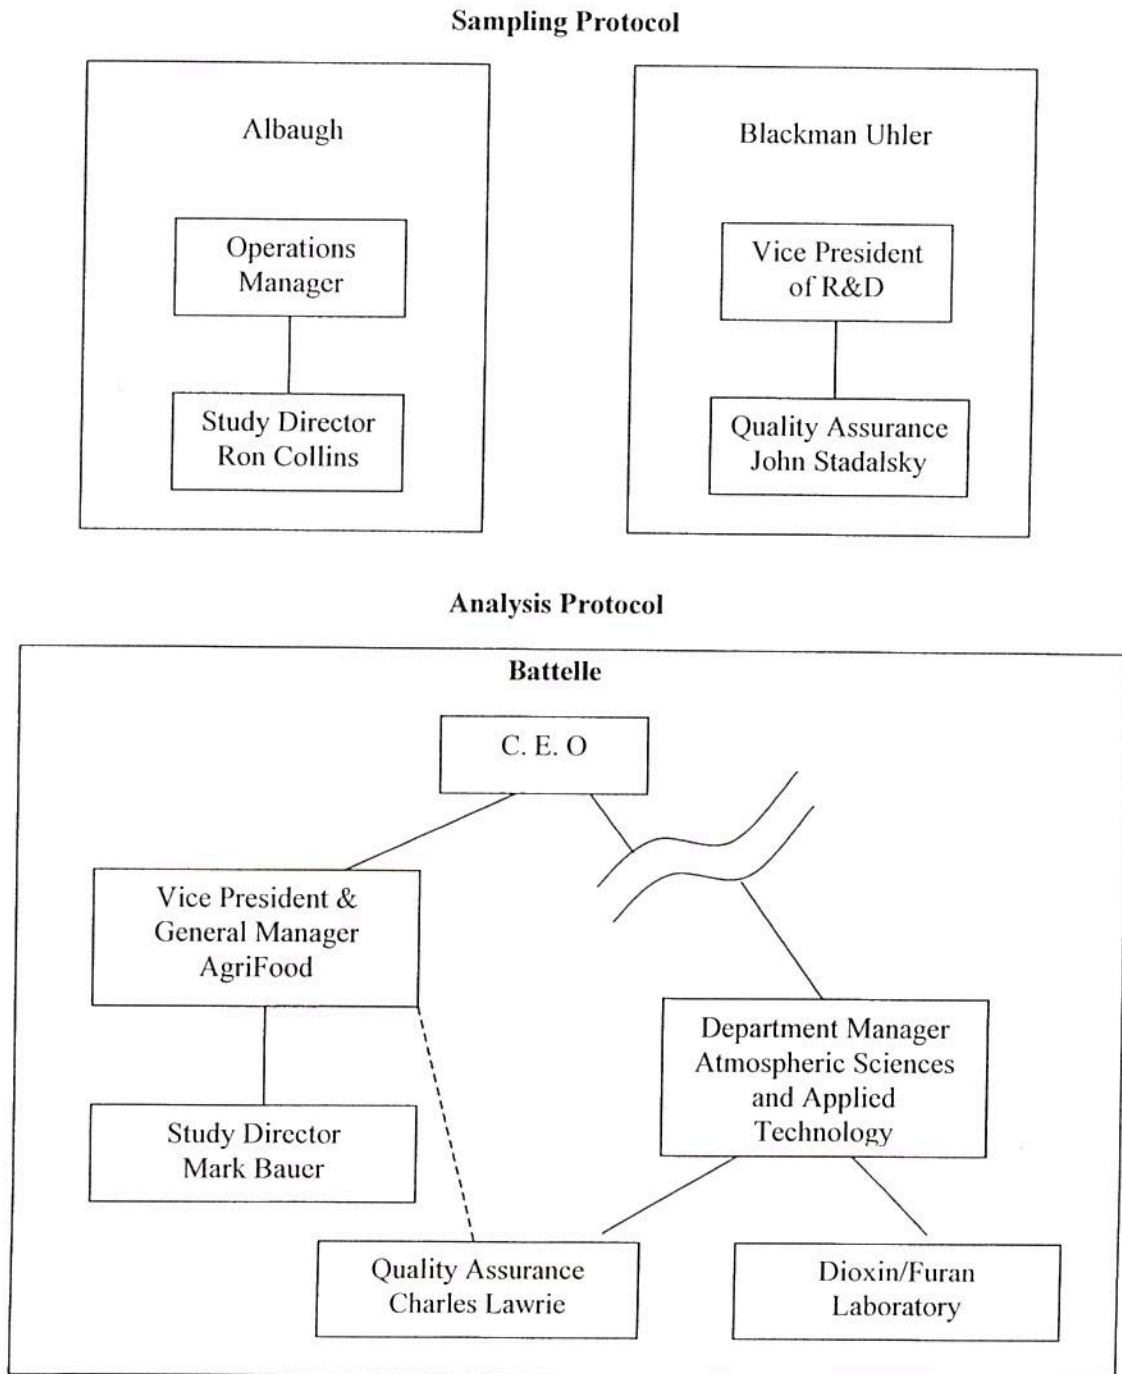 Sampling Protocol
Albaugh
Operations
Manager
Study Director
Ron Collins
Blackman Uhler
Vice President
of R&D
Quality Assurance
John Stadalsky
Analysis Protocol
Battelle
C. E. O
Vice President &
General Manager
AgriFood
Study Director
Mark Bauer
Department Manager
Atmospheric Sciences
and Applied
Technology
Quality Assurance
Charles Lawrie
Dioxin/Furan
Laboratory